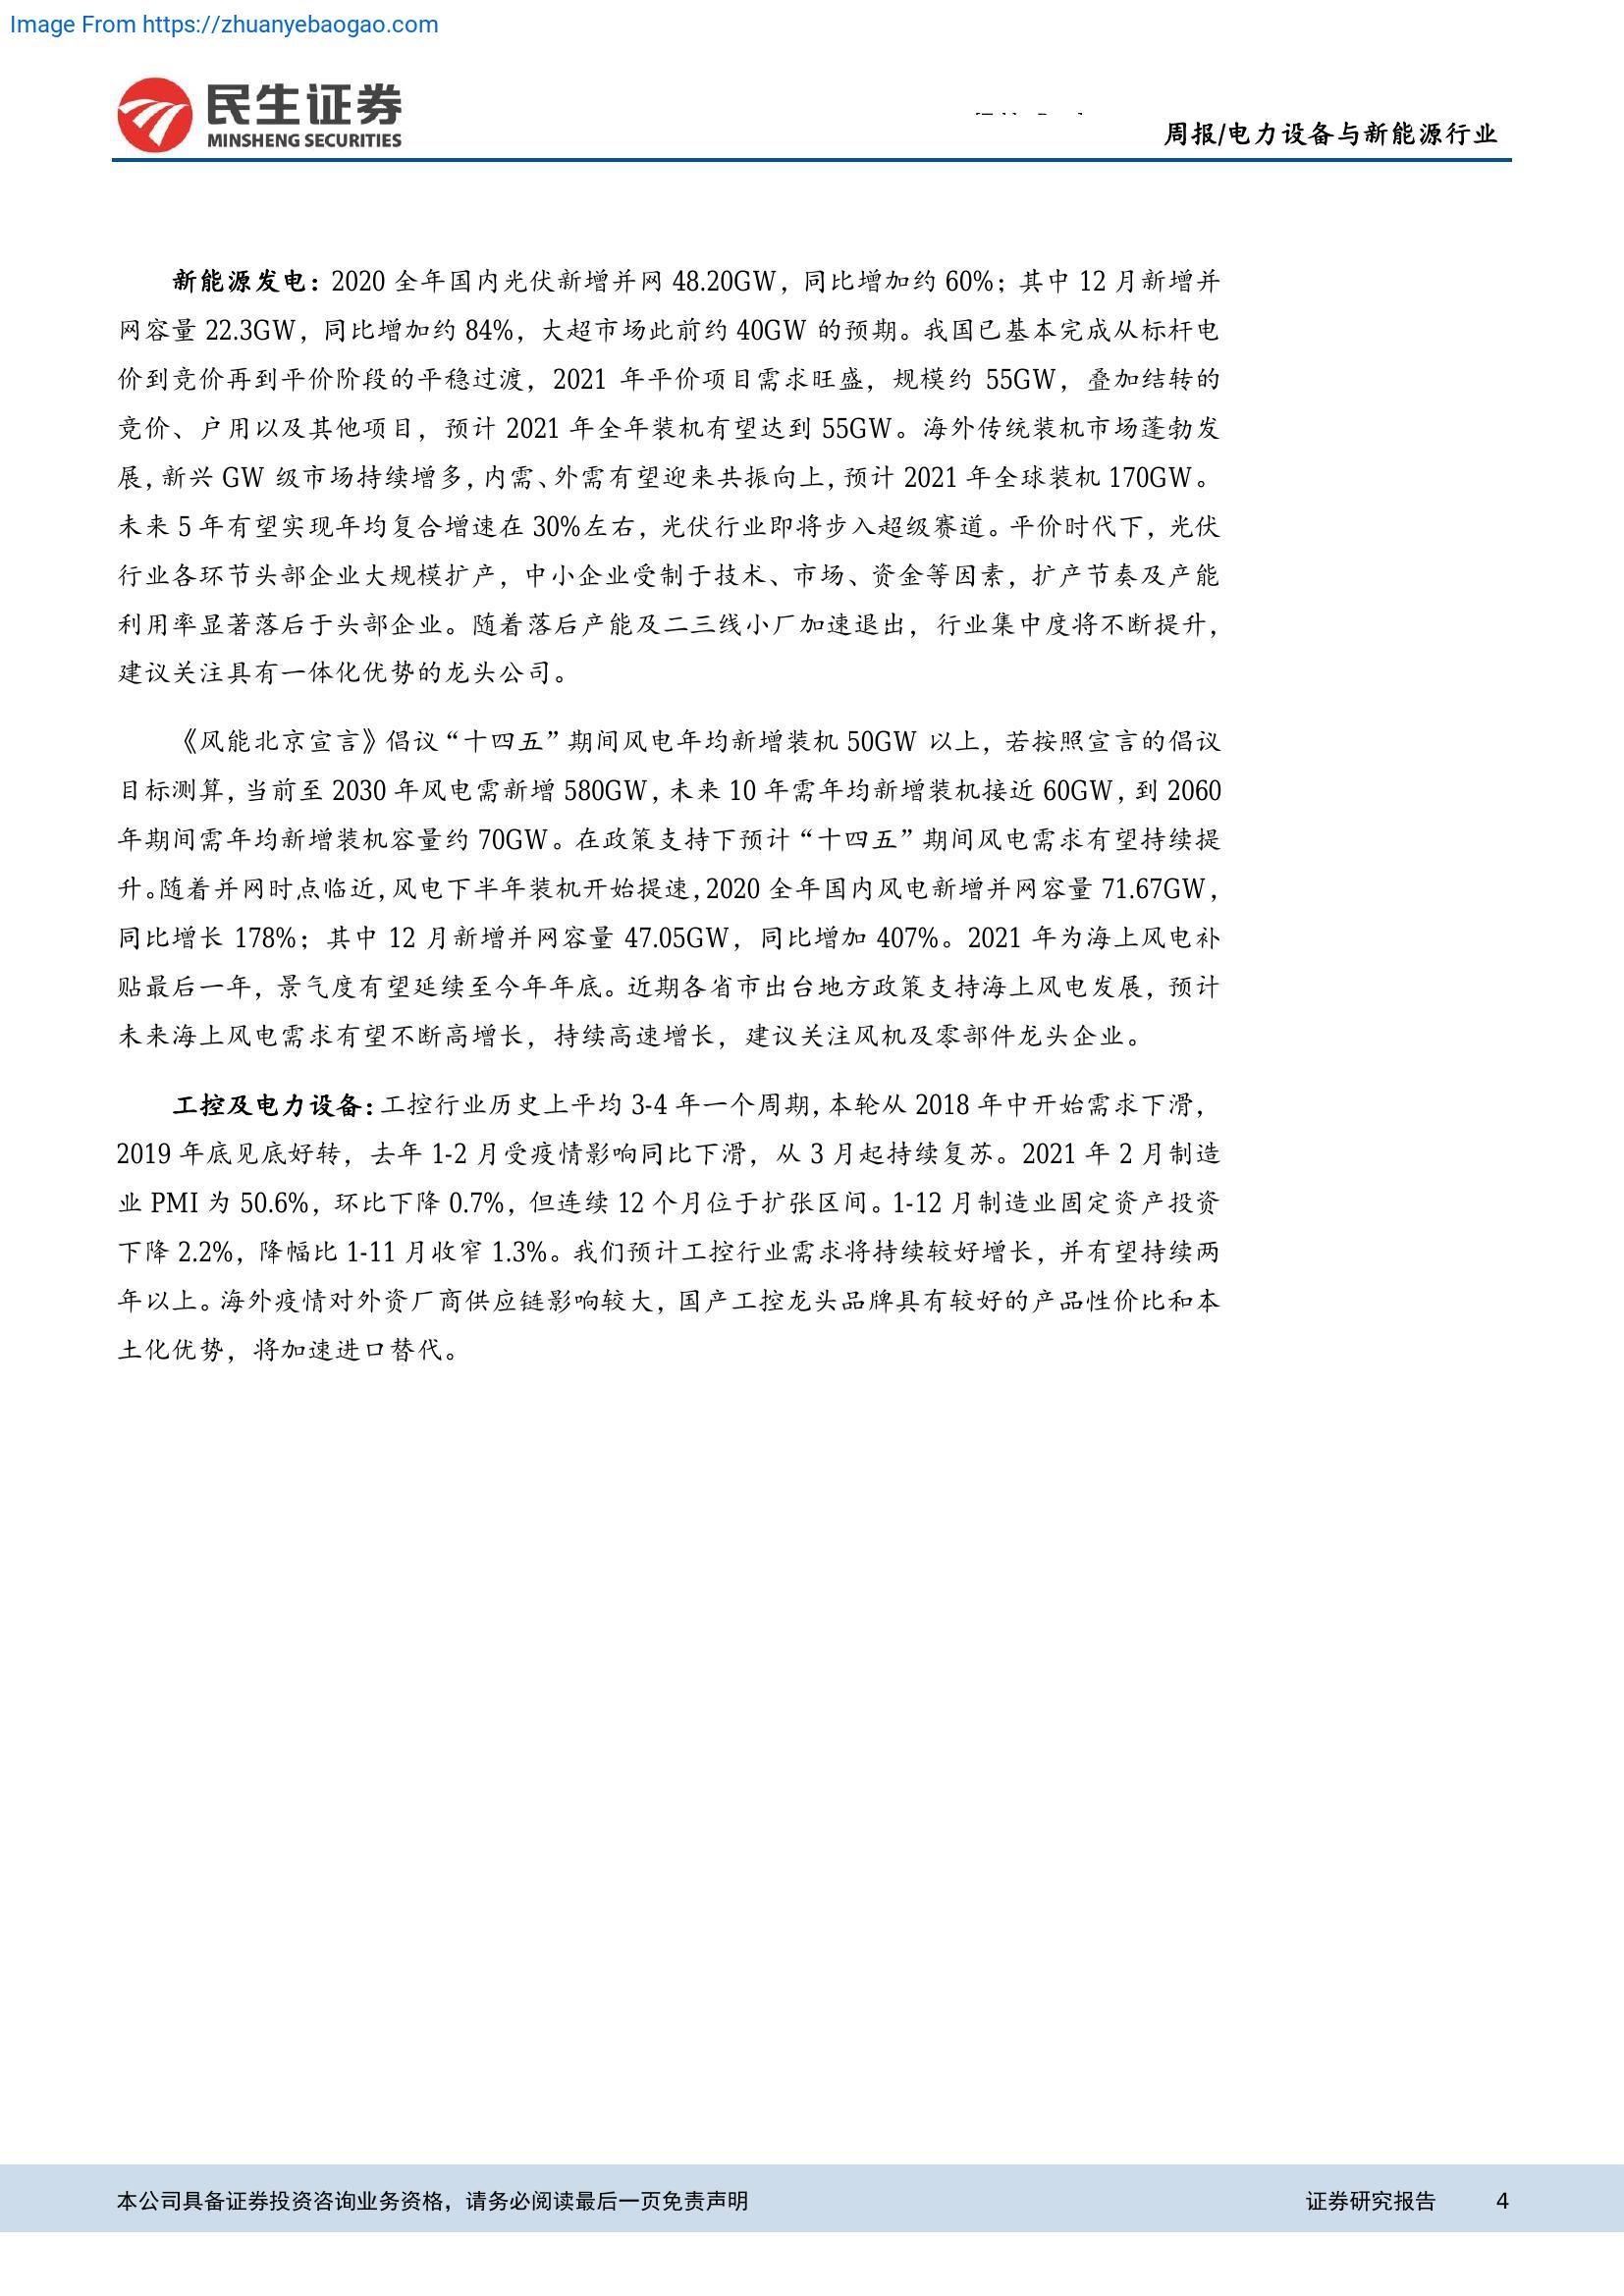 Image From https://zhuanyebaogao.com
民生证券
MINSHENG SECURITIES
周报/电力设备与新能源行业
新能源发电：2020 全年国内光伏新增并网 48.20GW，同比增加约 60%；其中 12 月新增并
网容量 22.3GW，同比增加约 84%，大超市场此前约 40GW 的预期。我国已基本完成从标杆电
价到竞价再到平价阶段的平稳过渡，2021 年平价项目需求旺盛，规模约 55GW，叠加结转的
竞价、户用以及其他项目，预计 2021 年全年装机有望达到 55GW。海外传统装机市场蓬勃发
展，新兴 GW 级市场持续增多，内需、外需有望迎来共振向上，预计 2021 年全球装机 170GW。
未来 5 年有望实现年均复合增速在 30%左右，光伏行业即将步入超级赛道。平价时代下，光伏
行业各环节头部企业大规模扩产，中小企业受制于技术、市场、资金等因素，扩产节奏及产能
利用率显著落后于头部企业。随着落后产能及二三线小厂加速退出，行业集中度将不断提升，
建议关注具有一体化优势的龙头公司。
《风能北京宣言》倡议“十四五”期间风电年均新增装机 50GW 以上，若按照宣言的倡议
目标测算，当前至 2030 年风电需新增 580GW，未来 10 年需年均新增装机接近 60GW，到 2060
年期间需年均新增装机容量约 70GW。在政策支持下预计“十四五”期间风电需求有望持续提
升。随着并网时点临近，风电下半年装机开始提速，2020 全年国内风电新增并网容量 71.67GW，
同比增长 178%；其中 12 月新增并网容量 47.05GW，同比增加 407%。2021 年为海上风电补
贴最后一年，景气度有望延续至今年年底。近期各省市出台地方政策支持海上风电发展，预计
未来海上风电需求有望不断高增长，持续高速增长，建议关注风机及零部件龙头企业。
工控及电力设备：工控行业历史上平均 3-4 年一个周期，本轮从 2018 年中开始需求下滑，
2019 年底见底好转，去年 1-2 月受疫情影响同比下滑，从 3 月起持续复苏。2021 年 2 月制造
业 PMI 为 50.6%，环比下降 0.7%，但连续 12 个月位于扩张区间。1-12 月制造业固定资产投资
下降 2.2%，降幅比 1-11 月收窄 1.3%。我们预计工控行业需求将持续较好增长，并有望持续两
年以上。海外疫情对外资厂商供应链影响较大，国产工控龙头品牌具有较好的产品性价比和本
土化优势，将加速进口替代。
本公司具备证券投资咨询业务资格，请务必阅读最后一页免责声明
证券研究报告 4